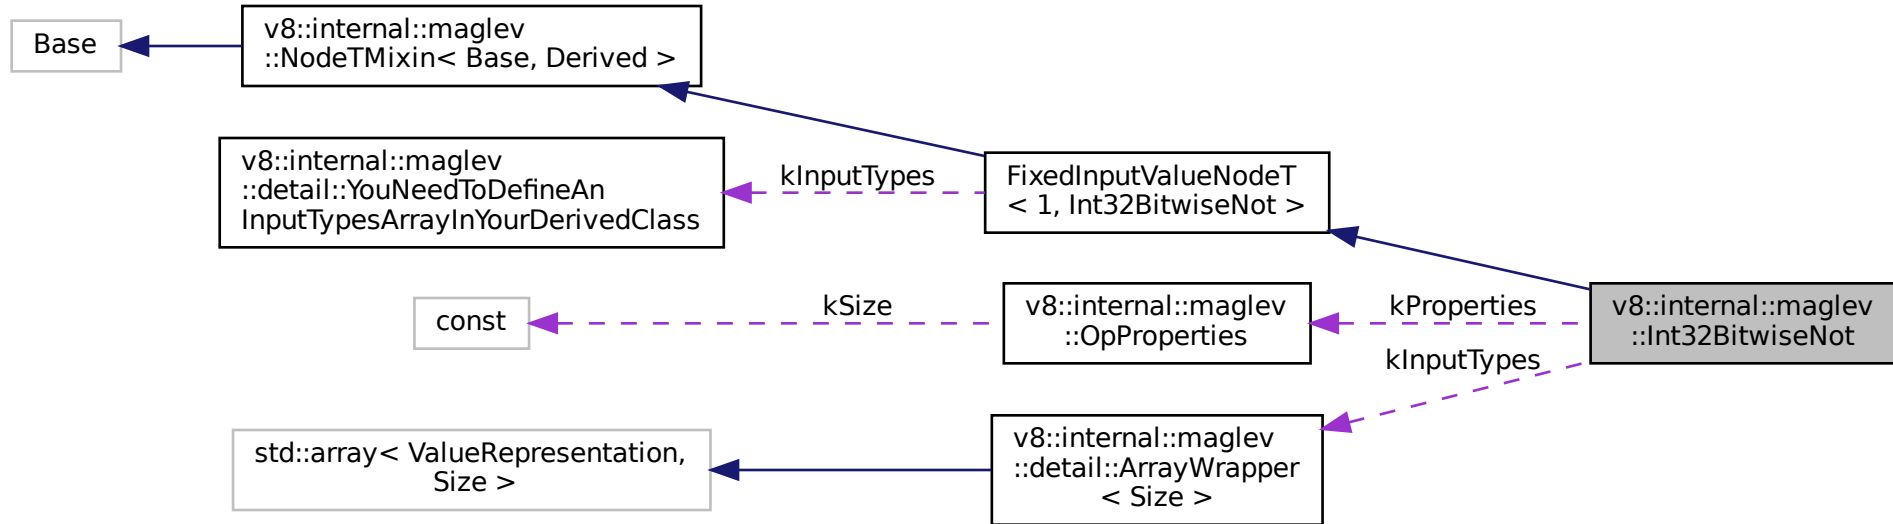 Base
v8::internal::maglev
::NodeTMixin< Base, Derived >
v8::internal::maglev
::detail::YouNeedToDefineAn
InputTypesArrayInYourDerivedClass
kInputTypes
FixedInputValueNodeT
< 1, Int32BitwiseNot >
const
kSize
v8::internal::maglev
::OpProperties
kProperties
v8::internal::maglev
::Int32BitwiseNot
kInputTypes
std::array< ValueRepresentation,
Size >
v8::internal::maglev
::detail::ArrayWrapper
< Size >